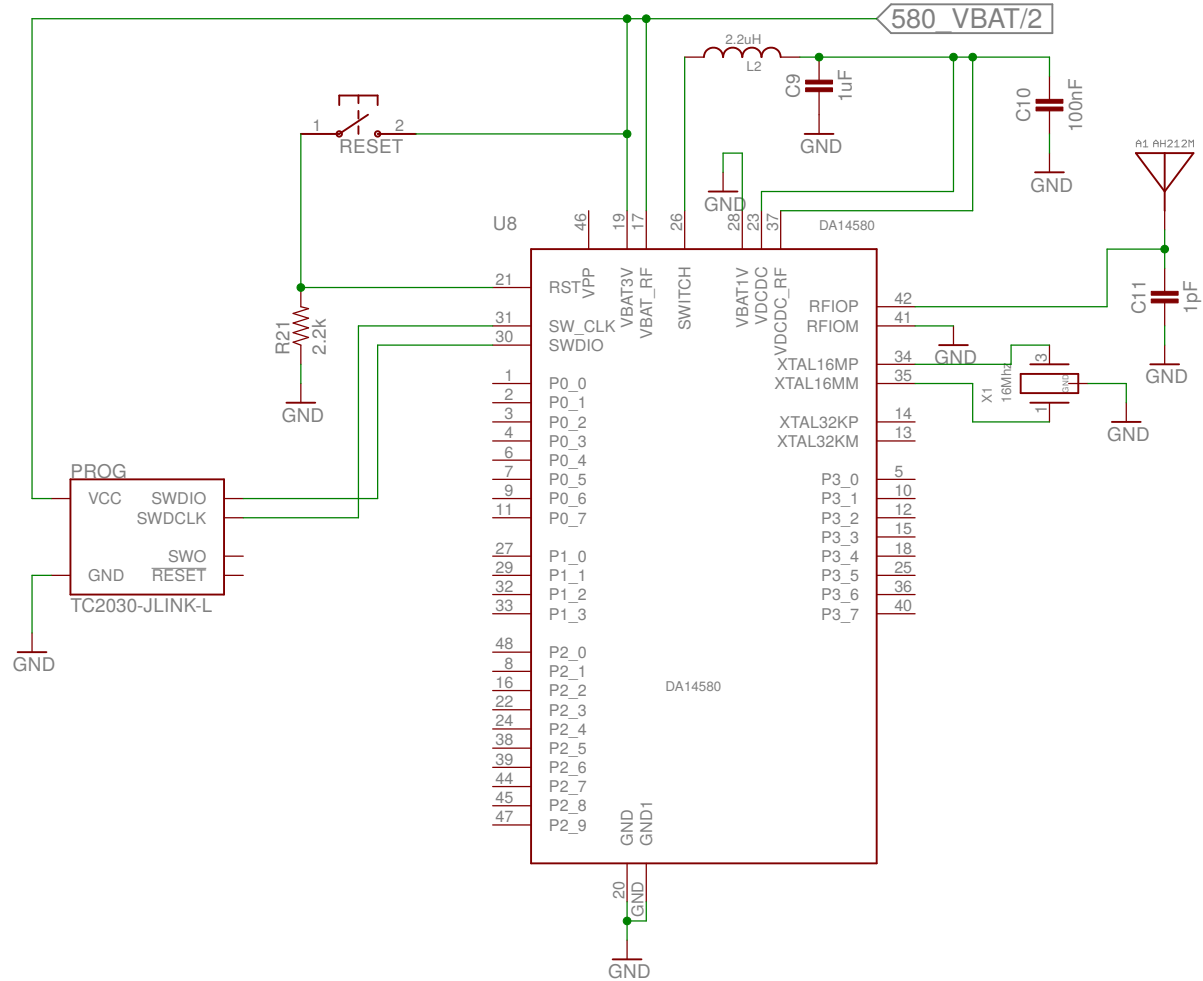 580_VBAT/2
2.2uH
L2
C9
1uF
C10
100nF
GND
GND
1
2
RESET
A1 AH212M
GND
U8
46
19
17
26
28
23
37
DA14580
21
RST
VPP
VBAT3V
VBAT_RF
SWITCH
VBAT1V
VDCDC
VDCDC_RF
31
SW_CLK
30
SWDIO
R21
2.2k
GND
RFIOP
42
RFIOM
41
GND
XTAL16MP
34
XTAL16MM
35
XTAL32KP
14
XTAL32KM
13
C11
1pF
GND
X1
16Mhz
3
GND
1
GND
1
P0_0
2
P0_1
3
P0_2
4
P0_3
6
P0_4
7
P0_5
9
P0_6
11
P0_7
27
P1_0
29
P1_1
32
P1_2
33
P1_3
48
P2_0
8
P2_1
16
P2_2
22
P2_3
24
P2_4
38
P2_5
39
P2_6
44
P2_7
45
P2_8
47
P2_9
P3_0
5
P3_1
10
P3_2
12
P3_3
15
P3_4
18
P3_5
25
P3_6
36
P3_7
40
PROG
VCC
SWDIO
SWDCLK
SWO
GND
RESET
TC2030-JLINK-L
GND
DA14580
GND
GND1
20
GND
GND